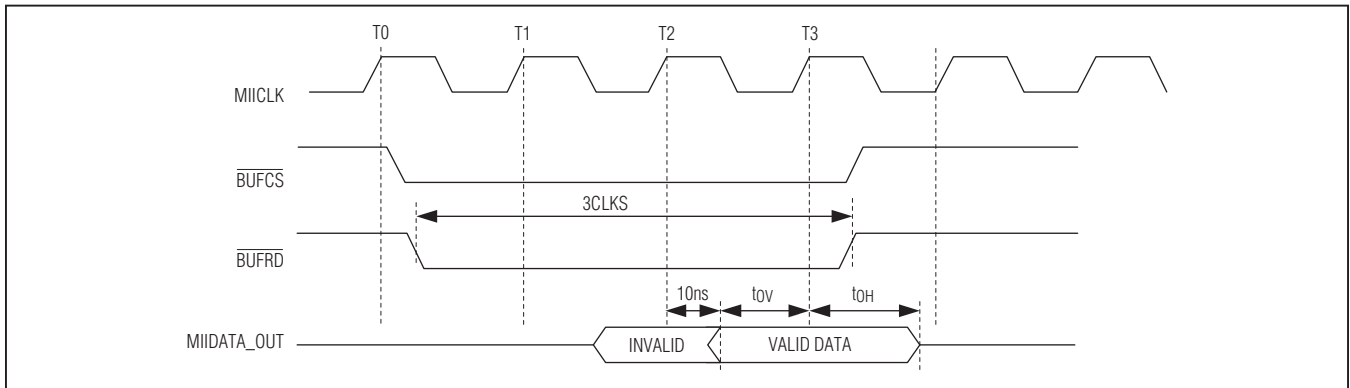 T0 T1 T2 T3
MIICLK
BUFCS
3CLKS
BUFRD
10ns tOV tOH
MIIDATA_OUT INVALID VALID DATA